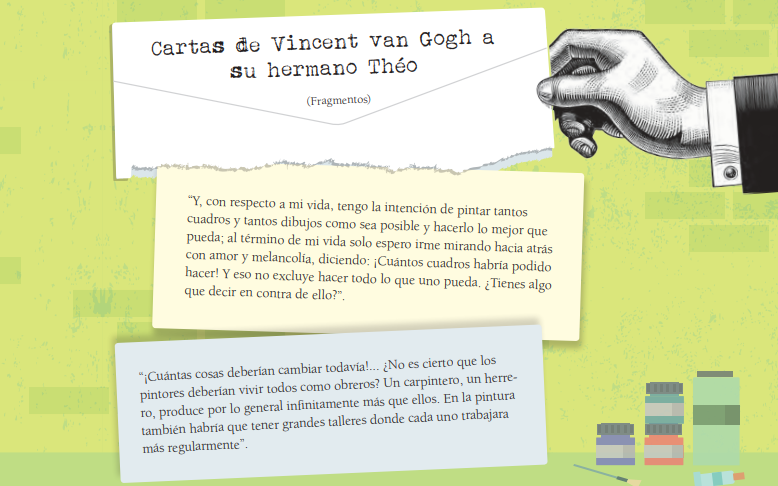 Cartas de Vincent van Gogh a
su hermano Théo
(Fragmentos)
“Y, con respecto a mi vida, tengo la intención de pintar tantos
cuadros y tantos dibujos como sea posible y hacerlo lo mejor que
pueda; al término de mi vida solo espero irme mirando hacia atrás
con amor y melancolía, diciendo: ¡Cuántos cuadros habría podido
hacer! Y eso no excluye hacer todo lo que uno pueda. ¿Tienes algo
que decir en contra de ello?”.
“¡Cuántas cosas deberían cambiar todavía!... ¿No es cierto que los
pintores deberían vivir todos como obreros? Un carpintero, un herre-
ro, produce por lo general infinitamente más que ellos. En la pintura
también habría que tener grandes talleres donde cada uno trabajara
más regularmente”.